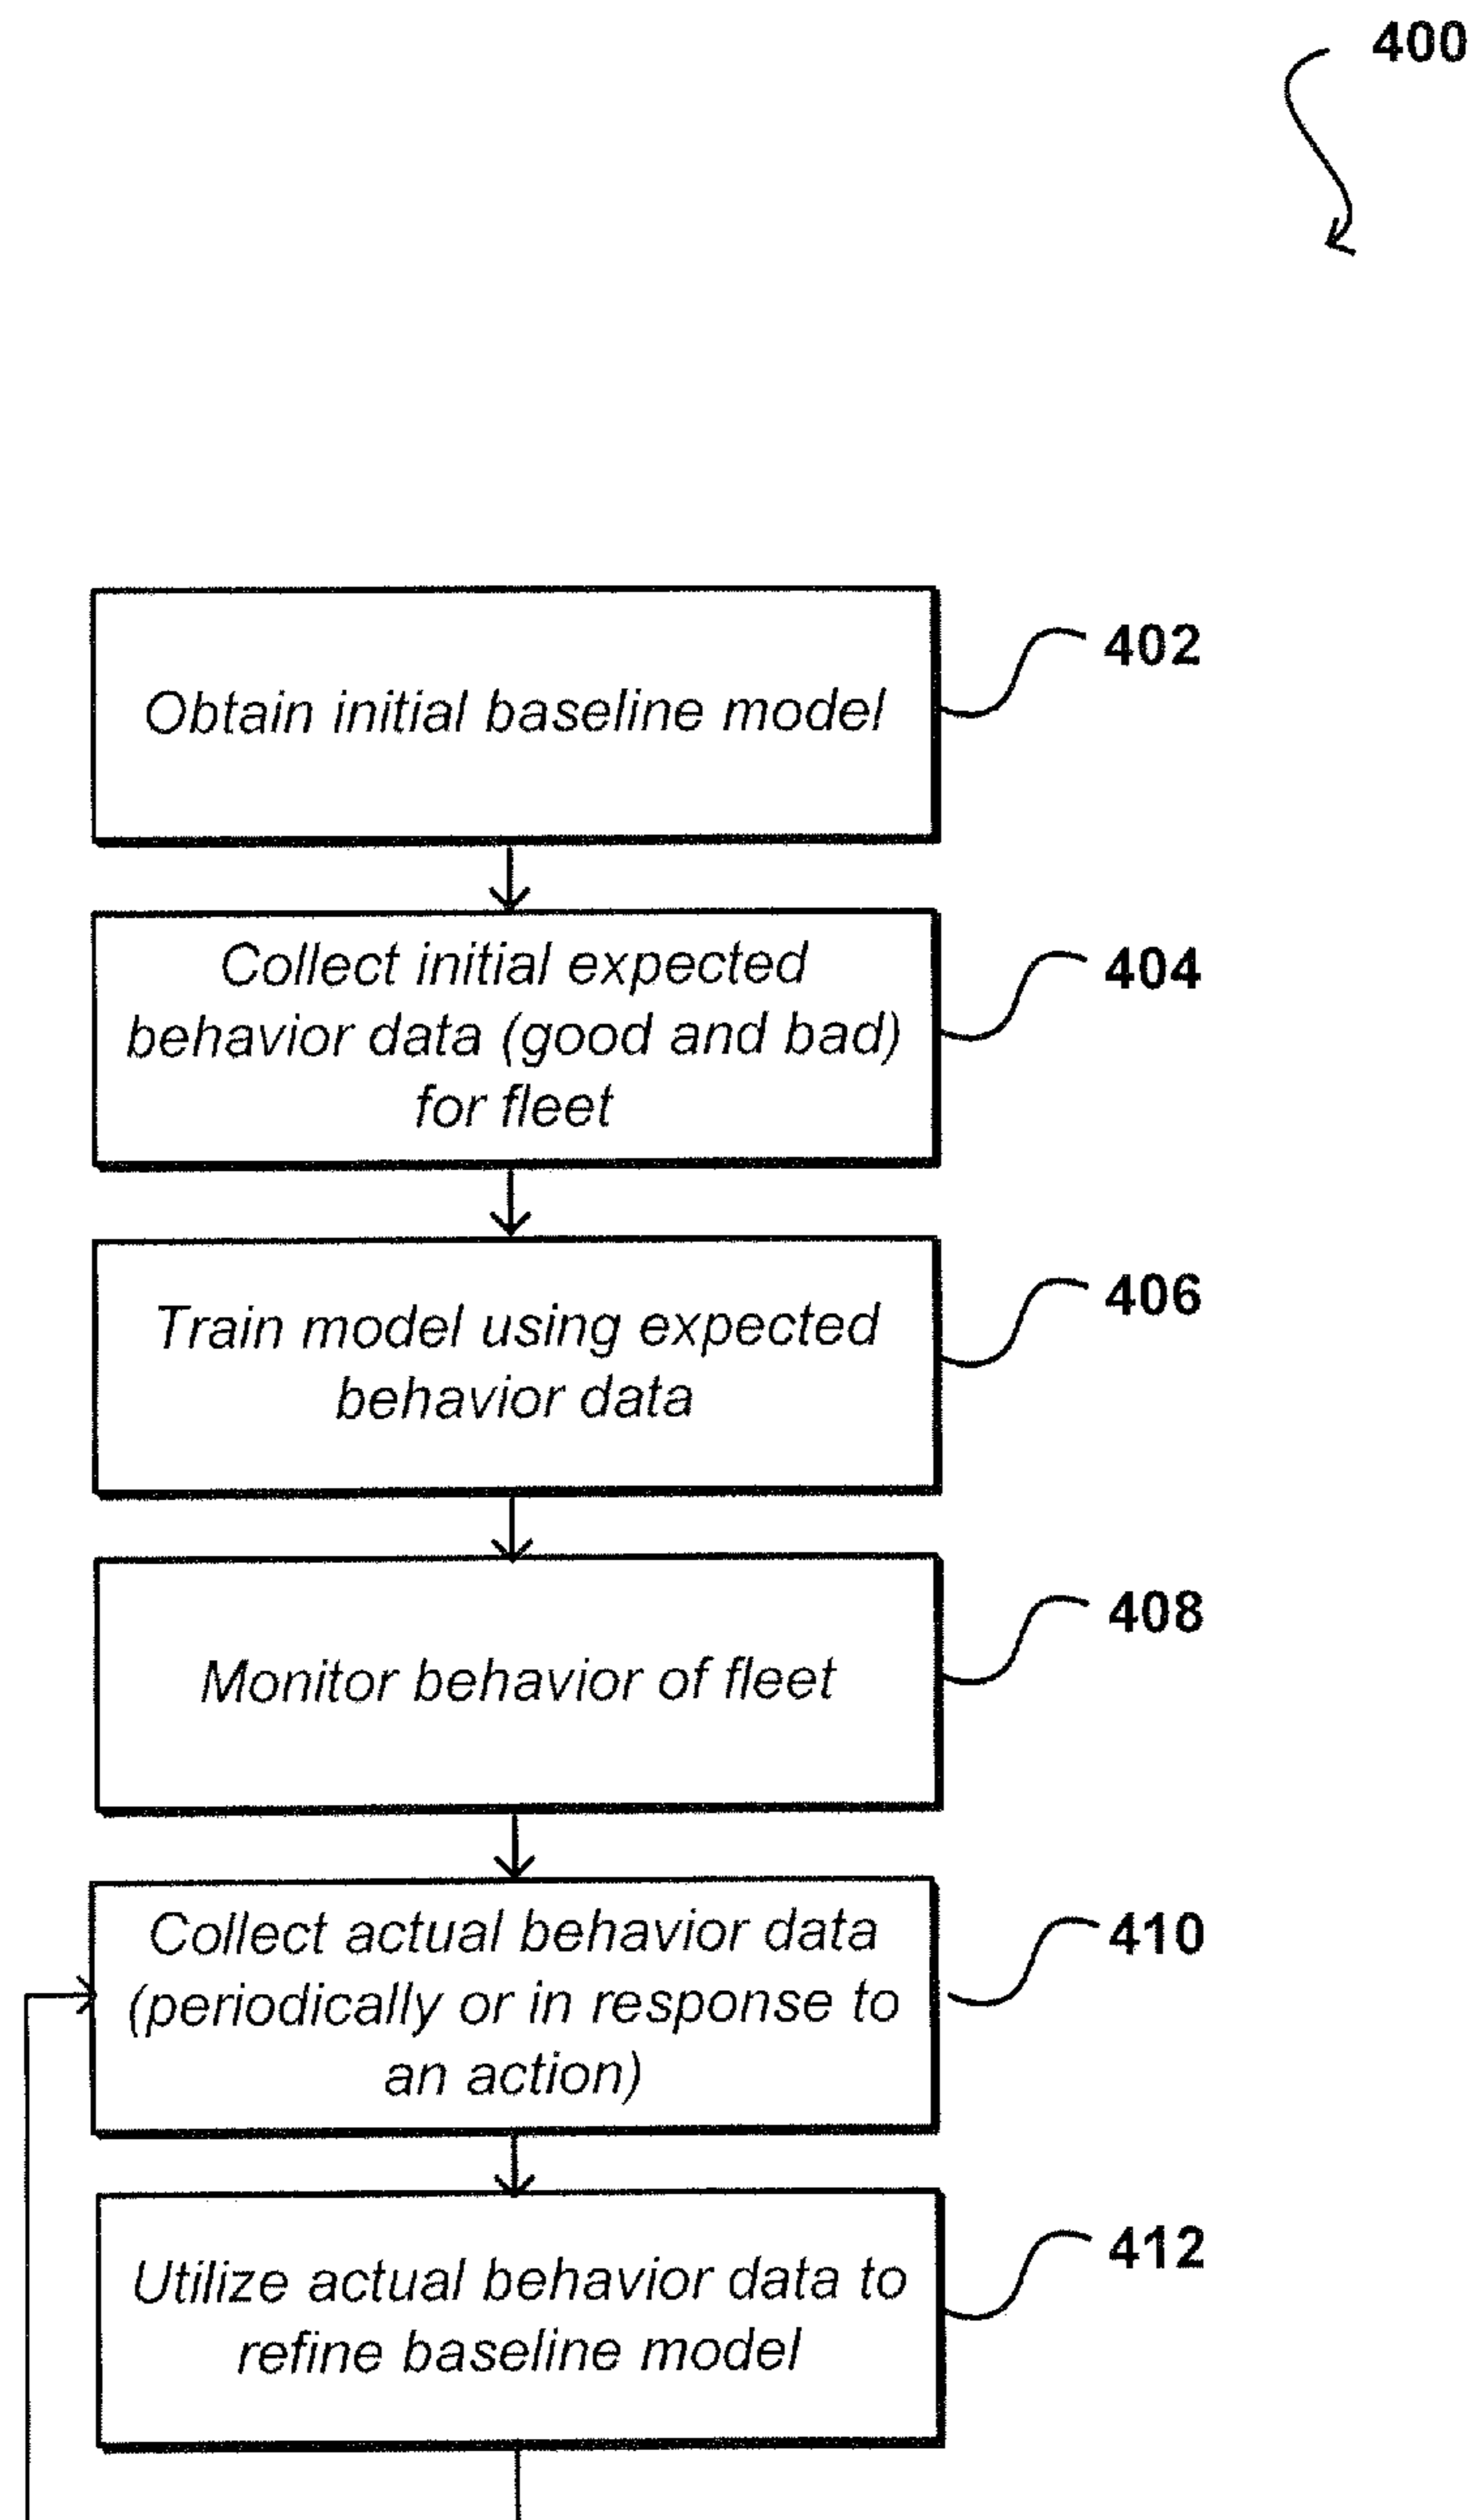 400
Obtain initial baseline model
402
Collect initial expected
behavior data (good and bad)
for fleet
404
Train model using expected
behavior data
406
Monitor behavior of fleet
408
Collect actual behavior data
(periodically or in response to
an action)
410
Utilize actual behavior data to
refine baseline model
412